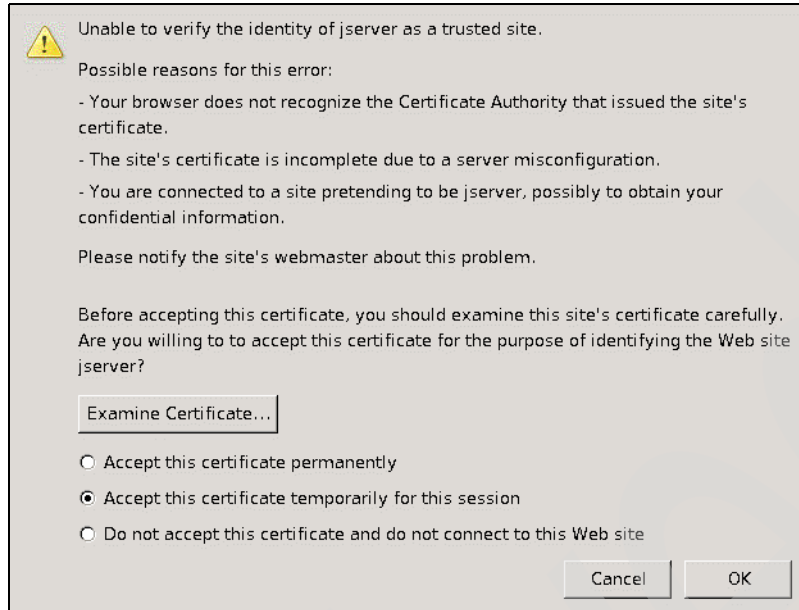 Unable to verify the identity of jserver as a trusted site.
Possible reasons for this error:
- Your browser does not recognize the Certificate Authority that issued the site's
certificate.
- The site's certificate is incomplete due to a server misconfiguration.
- You are connected to a site pretending to be jserver, possibly to obtain your
confidential information.
Please notify the site's webmaster about this problem.
Before accepting this certificate, you should examine this site's certificate carefully.
Are you willing to to accept this certificate for the purpose of identifying the Web site
jserver?
Examine Certificate...
Accept this certificate permanently
Accept this certificate temporarily for this session
Do not accept this certificate and do not connect to this Web site
Cancel OK